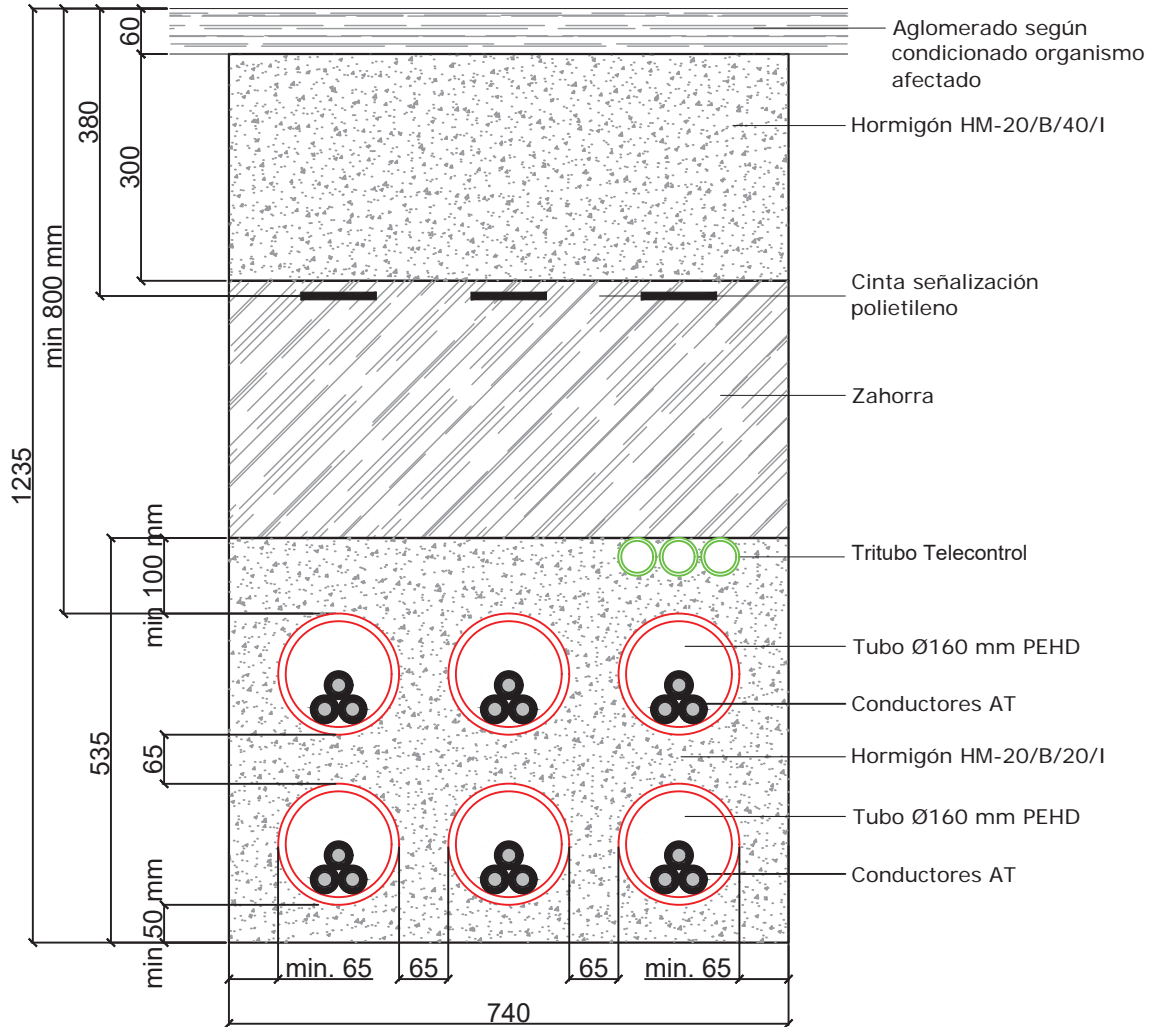 60
Aglomerado según
condicionado organismo
afectado
380
300
Hormigón HM-20/B/40/I
min 800 mm
Cinta señalización
polietileno
Zahorra
1235
min 100 mm
Tritubo Telecontrol
Tubo Ø160 mm PEHD
Conductores AT
65
535
Hormigón HM-20/B/20/I
Tubo Ø160 mm PEHD
Conductores AT
min 50 mm
min. 65
65
65
min. 65
740